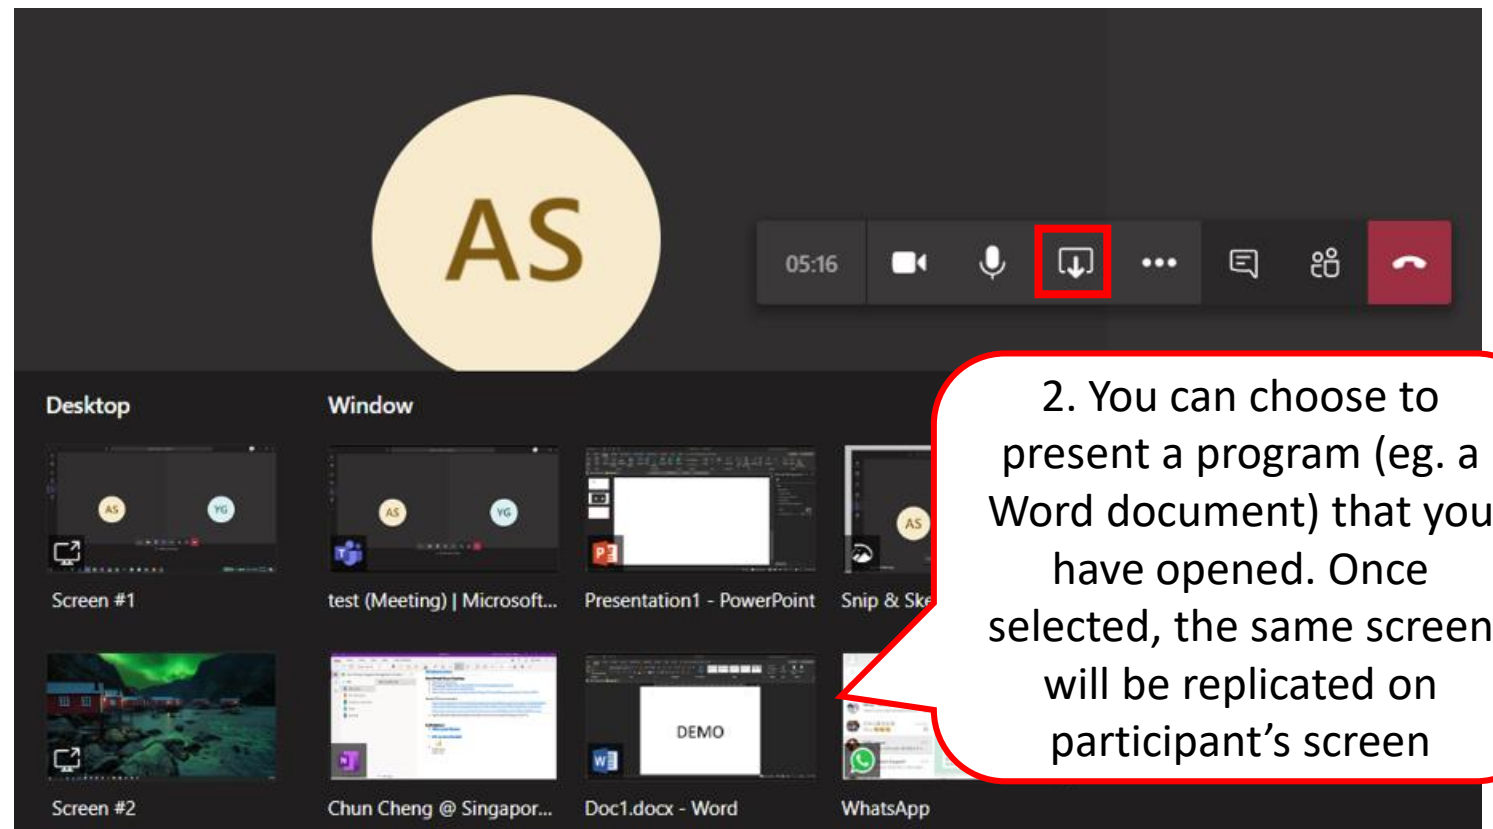 AS
05:16
Desktop
Window
2. You can choose to
present a program (eg. a
Word document) that you
have opened. Once
selected, the same screen
will be replicated on
participant’s screen
AS
YG
AS
YG
AS
Screen #1
test (Meeting) | Microsoft...
Presentation1 - PowerPoint
Snip & Ske
DEMO
Screen #2
Chun Cheng @ Singapor...
Doc1.docx - Word
WhatsApp